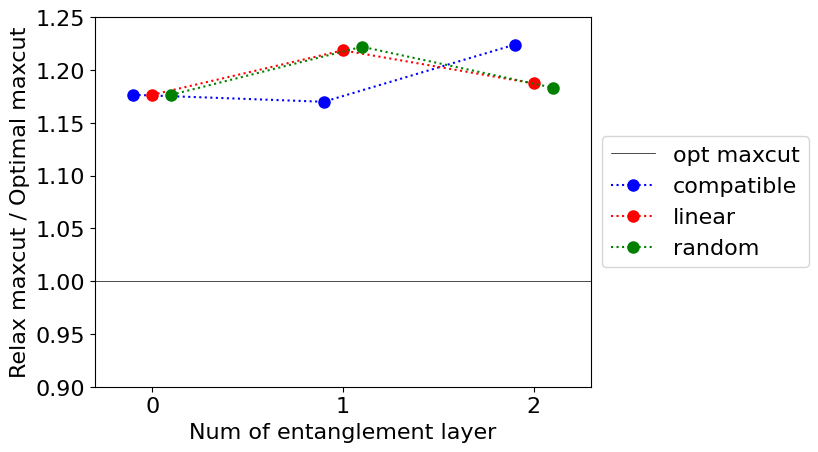 1.25
1.20
1.15
1.10
1.05
1.00
0.95
0.90
Relax maxcut / Optimal maxcut
0 1 2
Num of entanglement layer
opt maxcut
compatible
linear
random